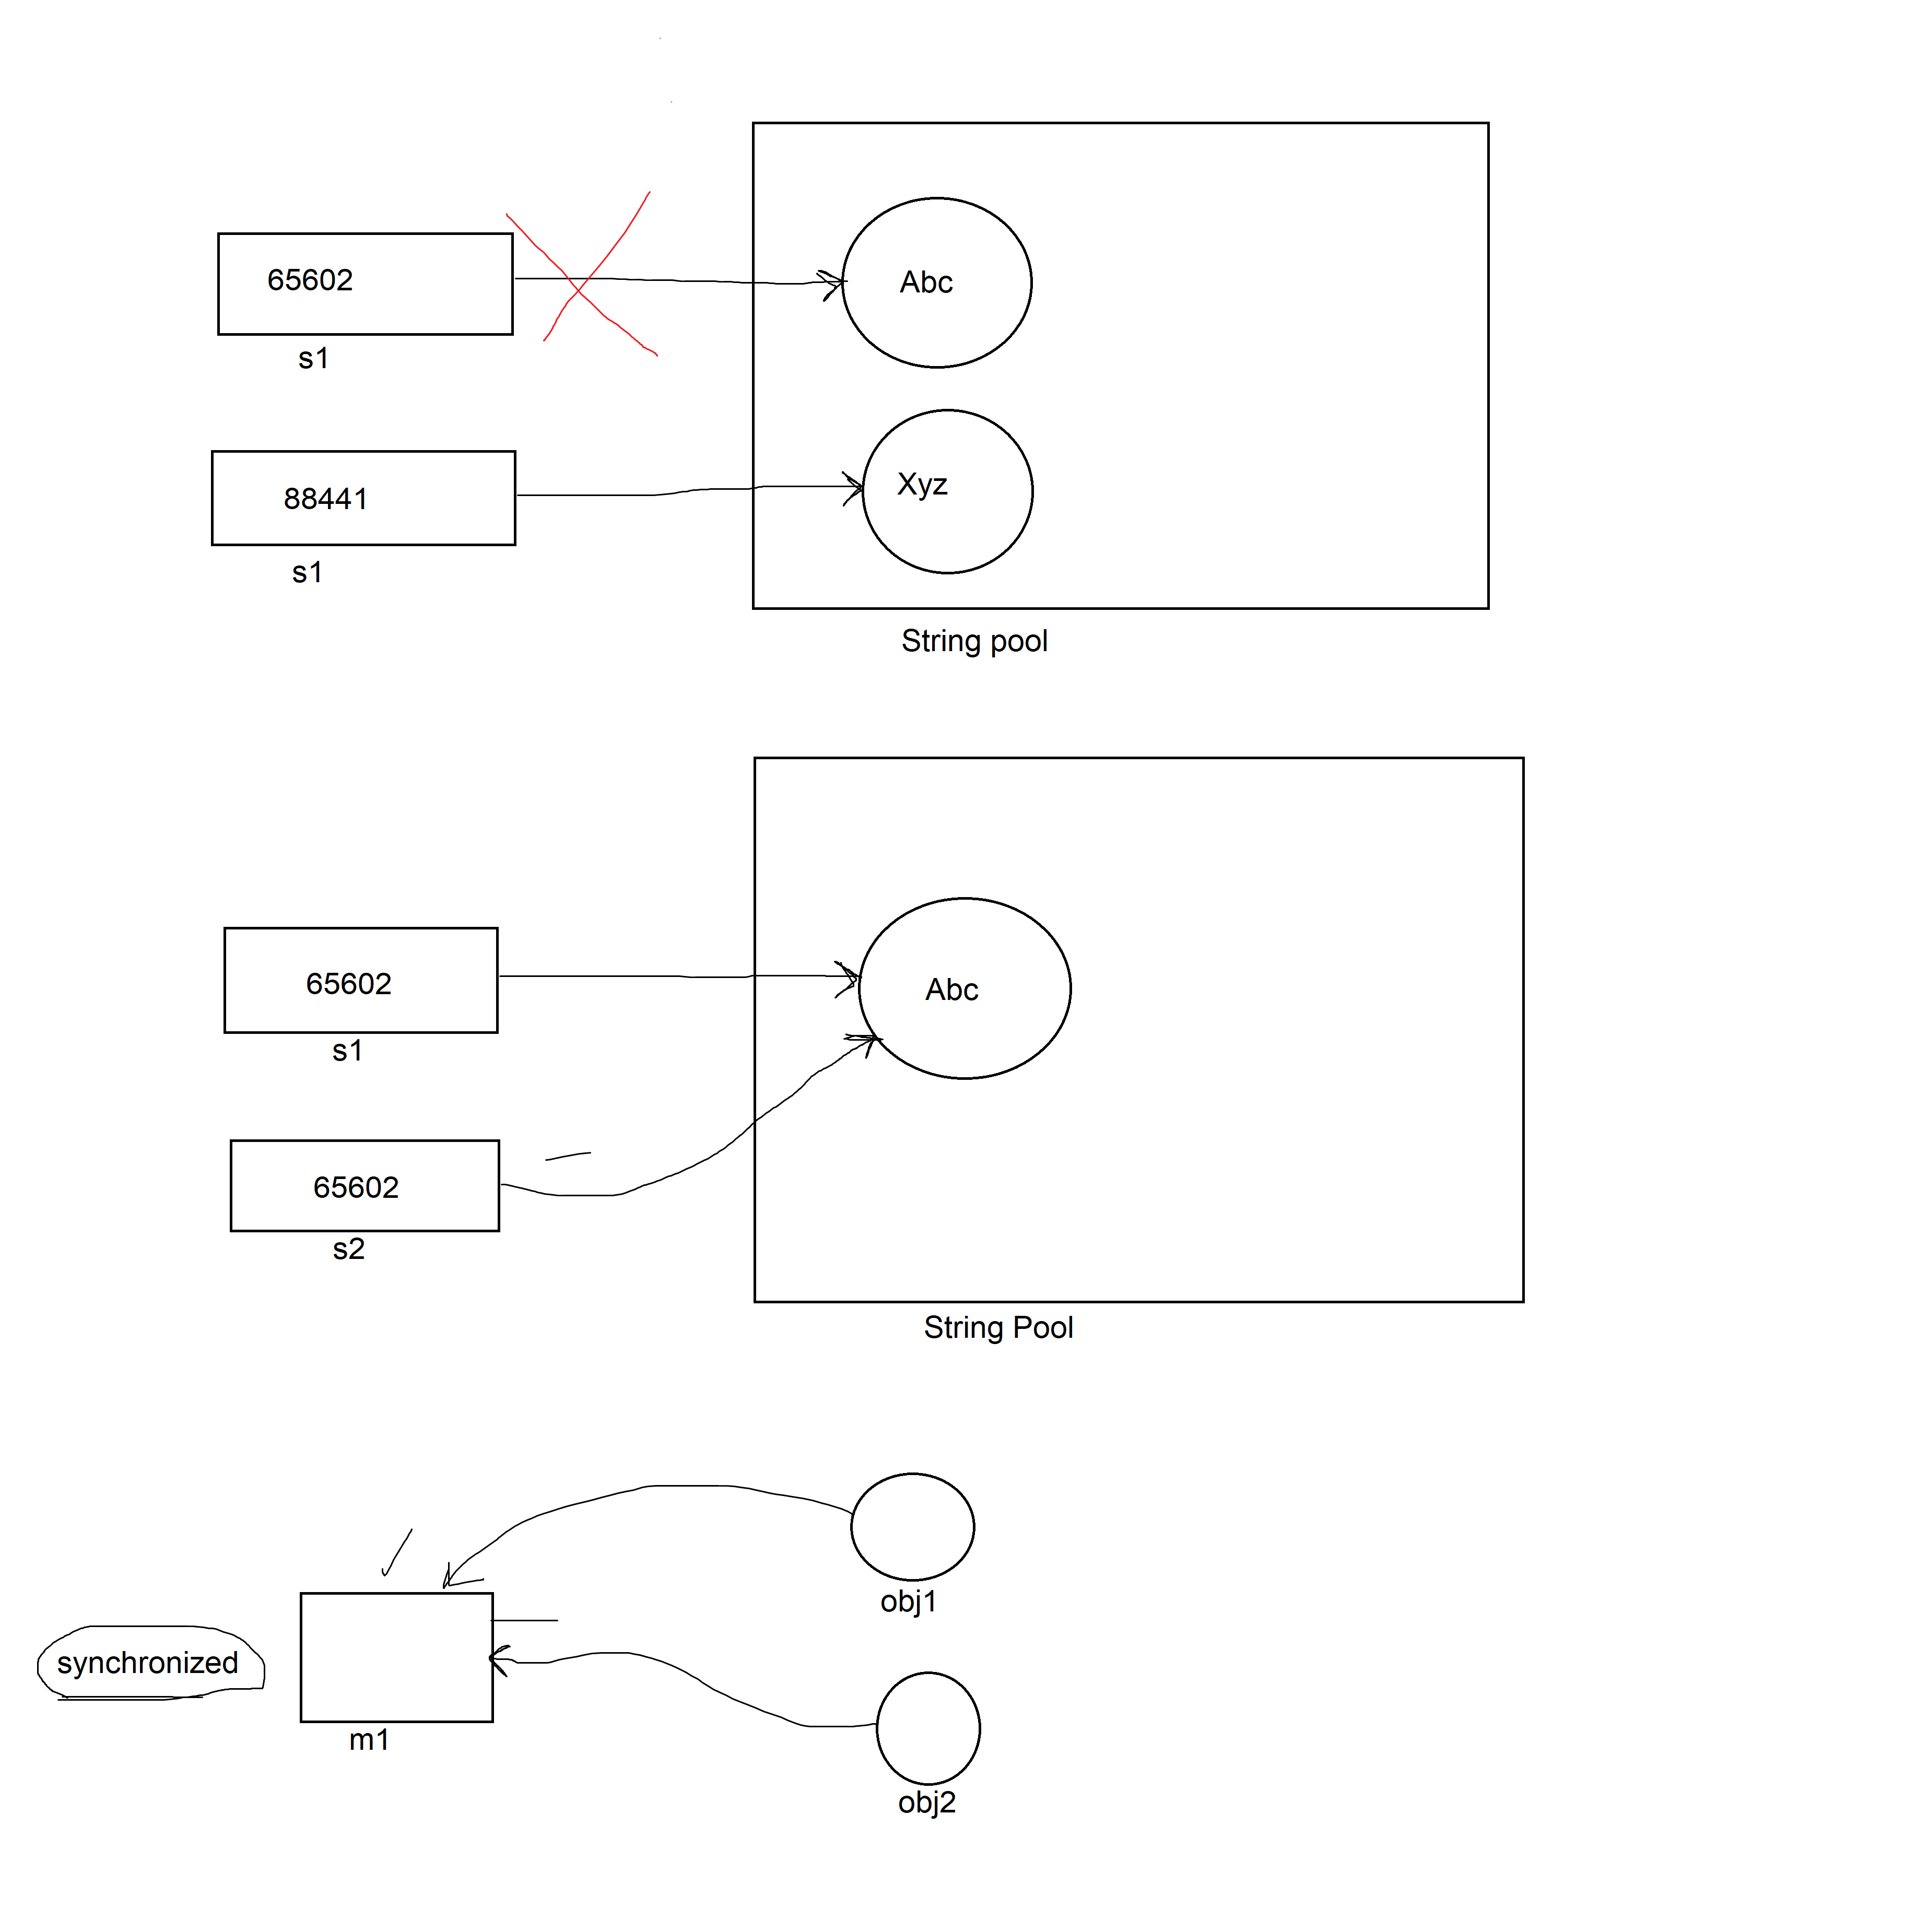 65602
Abc
s1
88441
Xyz
s1
String pool
65602
Abc
s1
65602
s2
String Pool
obj1
synchronized
m1
obj2